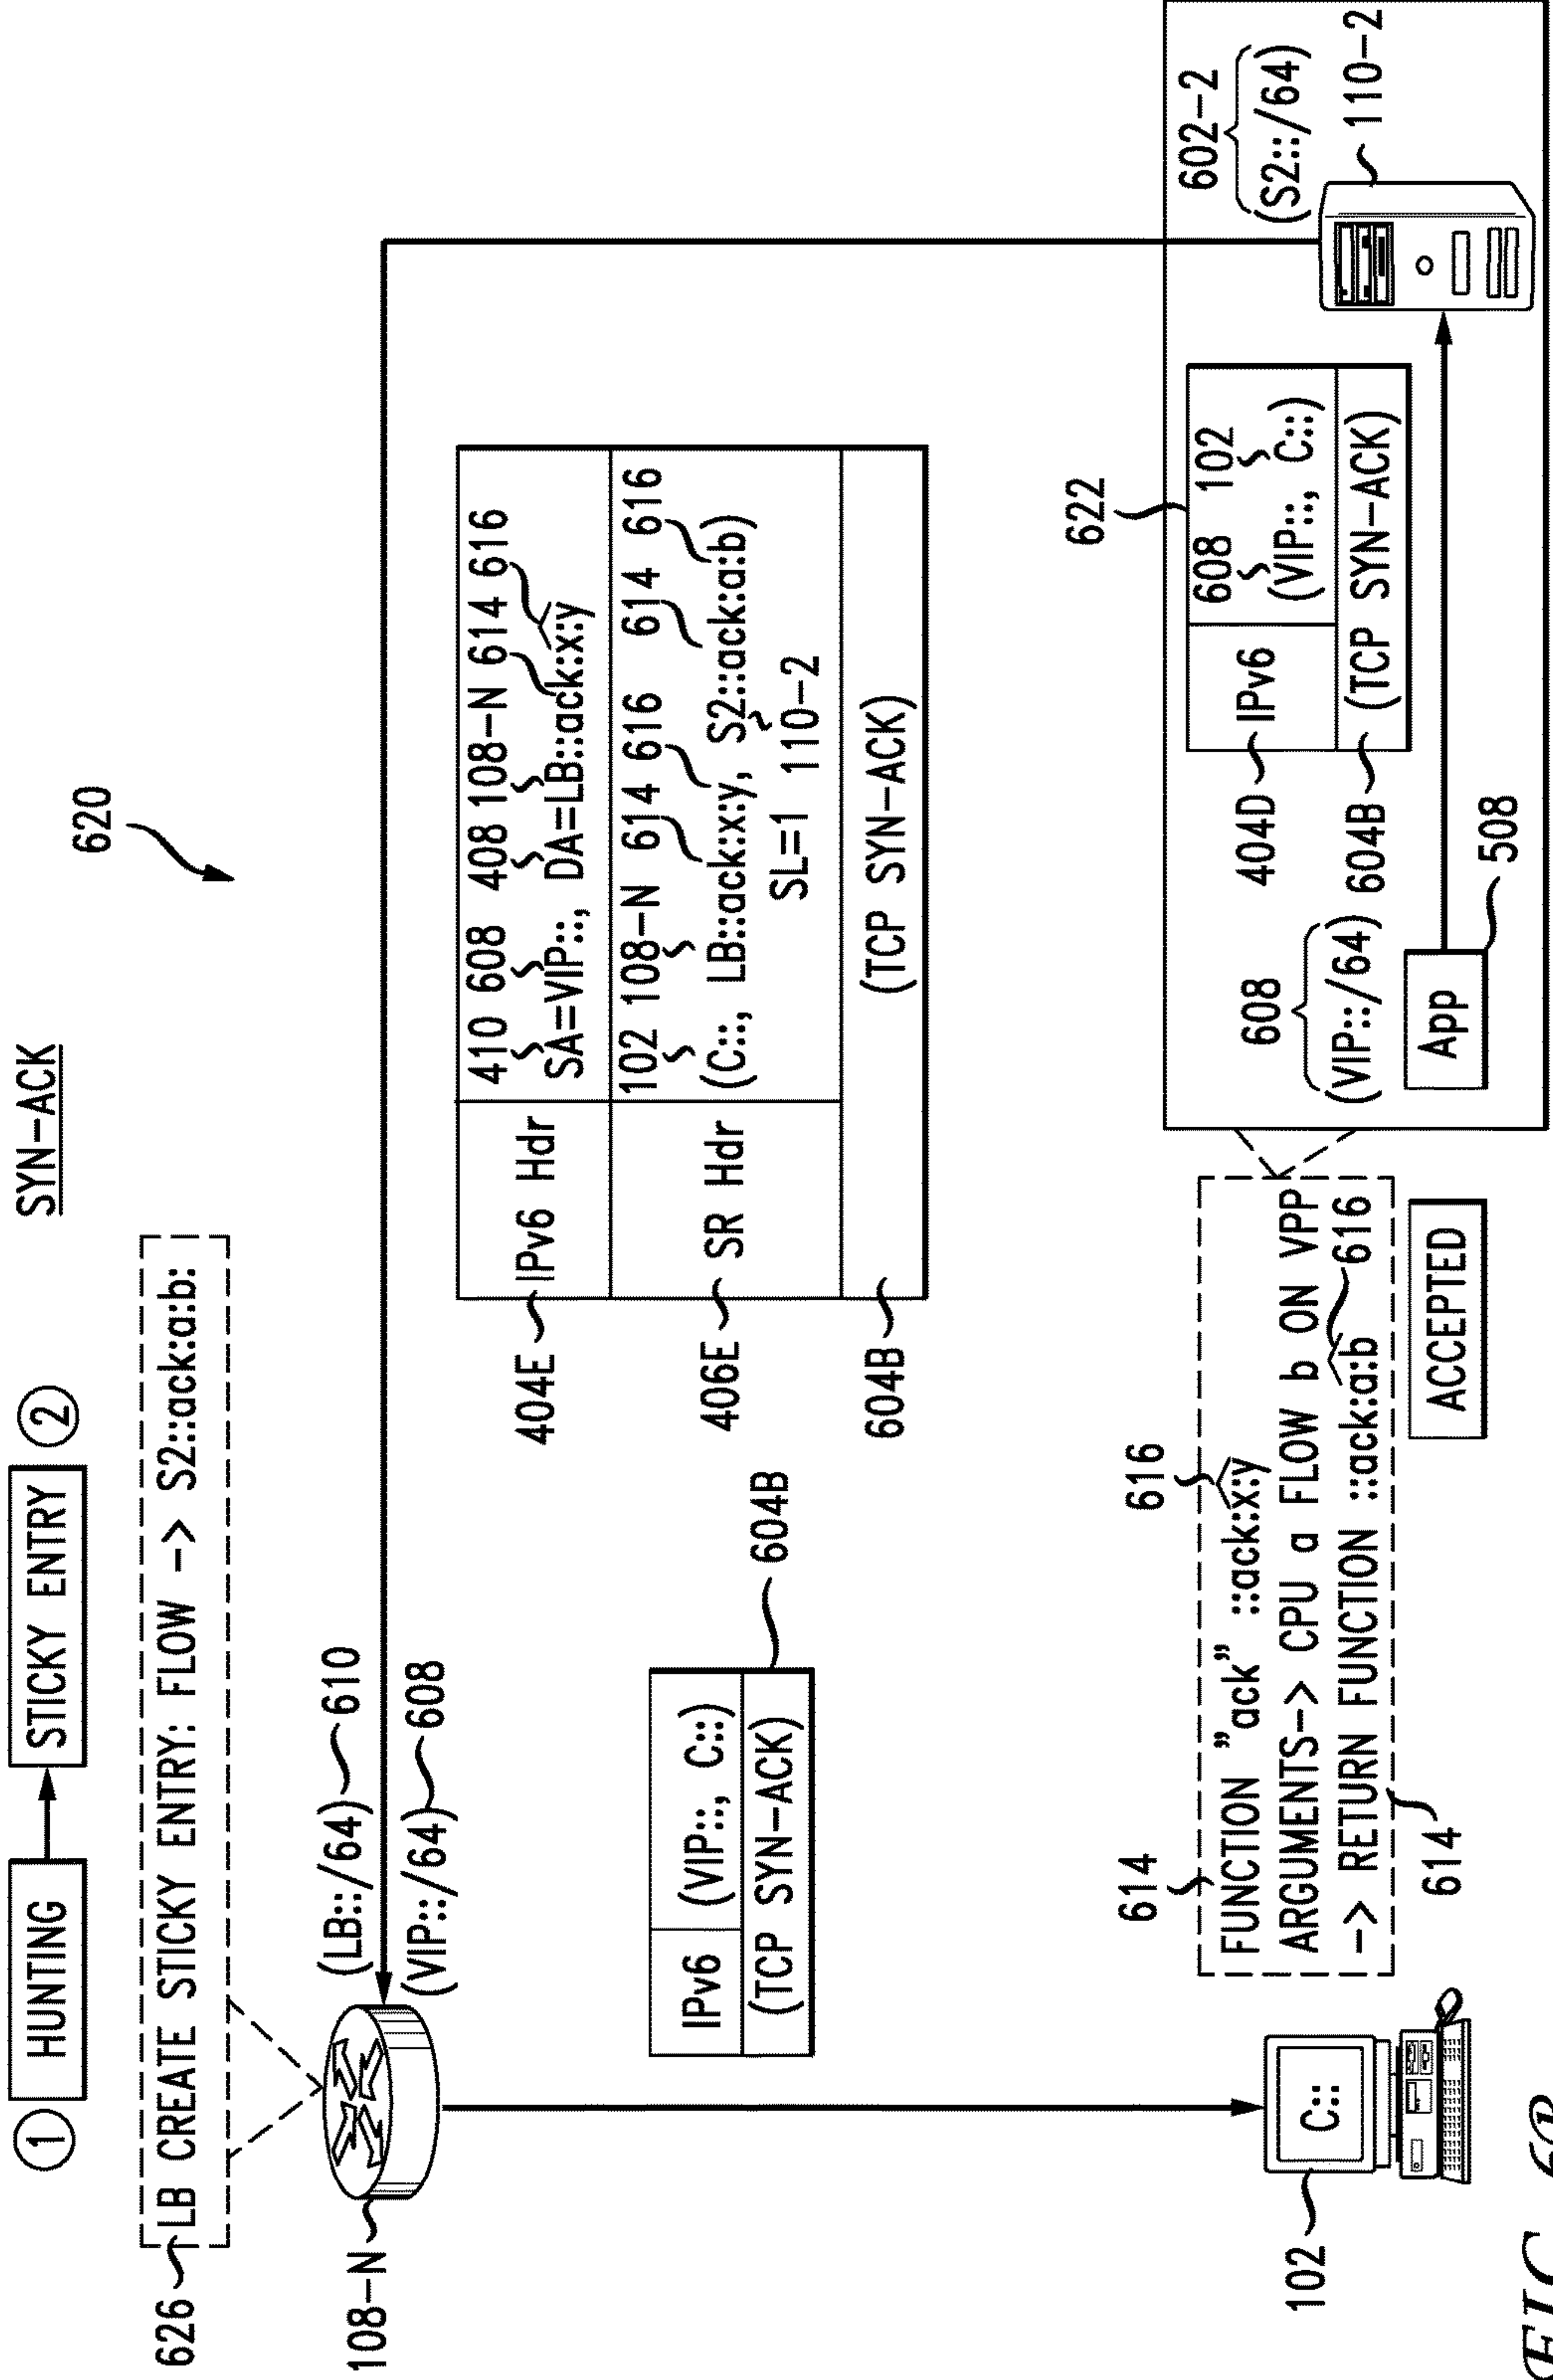 SYN-ACK
① HUNTING
STICKY ENTRY ②
626
LB CREATE STICKY ENTRY: FLOW -> S2::ack:a:b:
620
108-N
(LB::/64) 610
(VIP::/64) 608
404E
IPv6 Hdr
410 608 408 108-N 614 616
SA=VIP::, DA=LB::ack:x:y
406E
SR Hdr
102 108-N 614 616 614 616
(C::, LB::ack:x:y, S2::ack:a:b)
SL=1 110-2
604B
(TCP SYN-ACK)
IPv6
(VIP::, C::)
(TCP SYN-ACK)
604B
622
404D
IPv6
608 102
(VIP::, C::)
604B
(TCP SYN-ACK)
602-2
(S2::/64)
110-2
608
(VIP::/64)
App
508
614
616
FUNCTION "ack" ::ack:x:y
ARGUMENTS-> CPU a FLOW b ON VPP
-> RETURN FUNCTION ::ack:a:b 616
614
ACCEPTED
102
C::
FIG. 6B